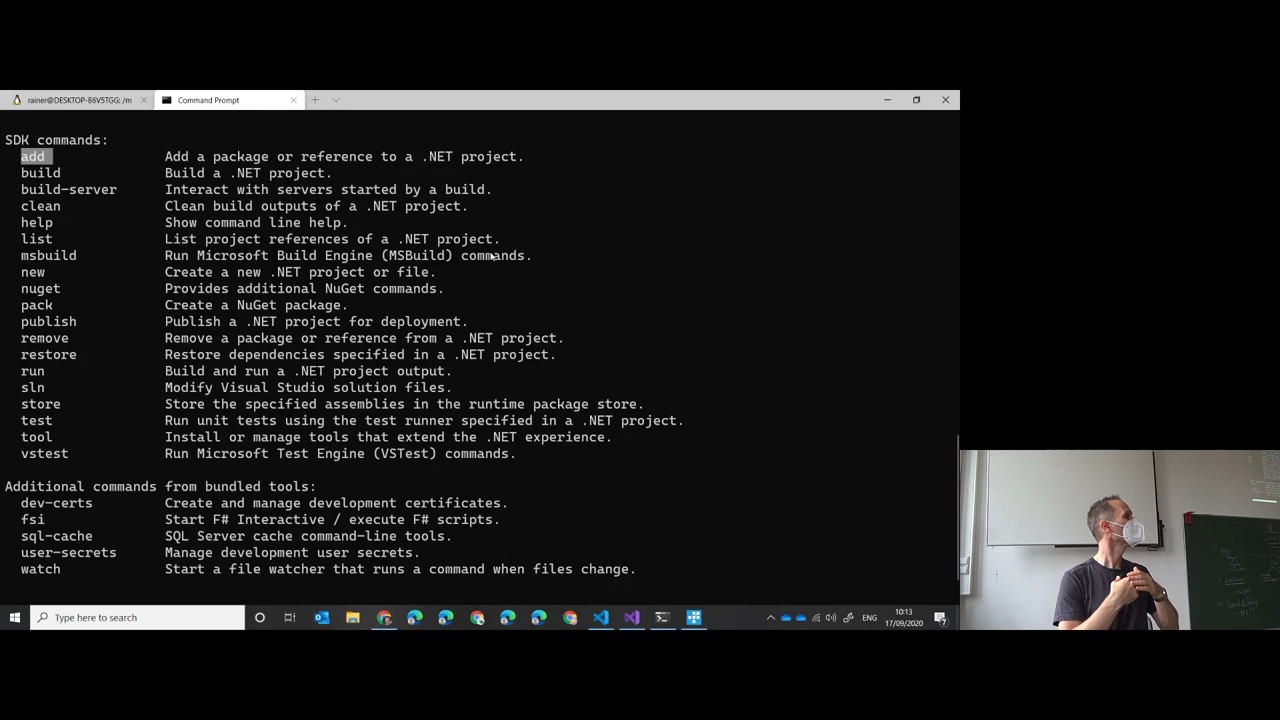 rainer@DESKTOP-B6V5TGG: /m
Command Prompt
SDK commands:
add Add a package or reference to a .NET project.
build Build a .NET project.
build-server Interact with servers started by a build.
clean Clean build outputs of a .NET project.
help Show command line help.
list List project references of a .NET project.
msbuild Run Microsoft Build Engine (MSBuild) commands.
new Create a new .NET project or file.
nuget Provides additional NuGet commands.
pack Create a NuGet package.
publish Publish a .NET project for deployment.
remove Remove a package or reference from a .NET project.
restore Restore dependencies specified in a .NET project.
run Build and run a .NET project output.
sln Modify Visual Studio solution files.
store Store the specified assemblies in the runtime package store.
test Run unit tests using the test runner specified in a .NET project.
tool Install or manage tools that extend the .NET experience.
vstest Run Microsoft Test Engine (VSTest) commands.
Additional commands from bundled tools:
dev-certs Create and manage development certificates.
fsi Start F# Interactive / execute F# scripts.
sql-cache SQL Server cache command-line tools.
user-secrets Manage development user secrets.
watch Start a file watcher that runs a command when files change.
Type here to search
ENG
10:13
17/09/2020
7